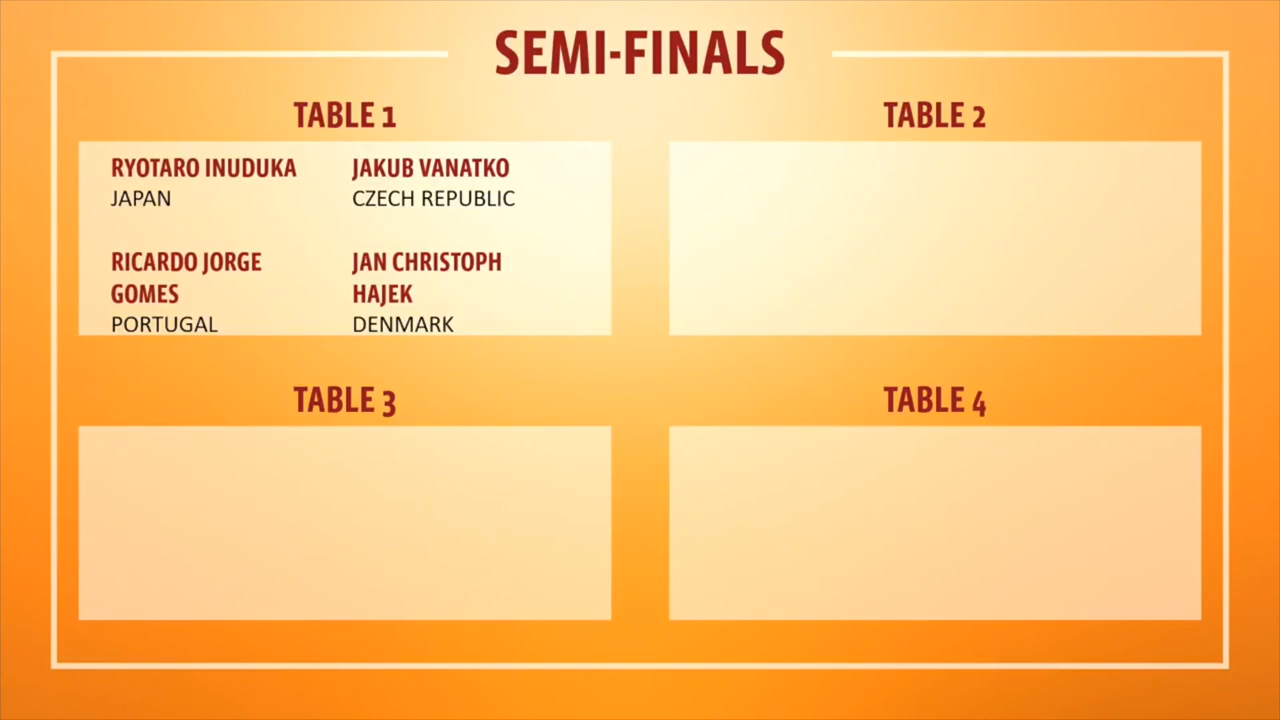 SEMI-FINALS
TABLE 1
RYOTARO INUDUKA
JAPAN
JAKUB VANATKO
CZECH REPUBLIC
RICARDO JORGE
GOMES
PORTUGAL
JAN CHRISTOPH
HAJEK
DENMARK
TABLE 2
TABLE 3
TABLE 4